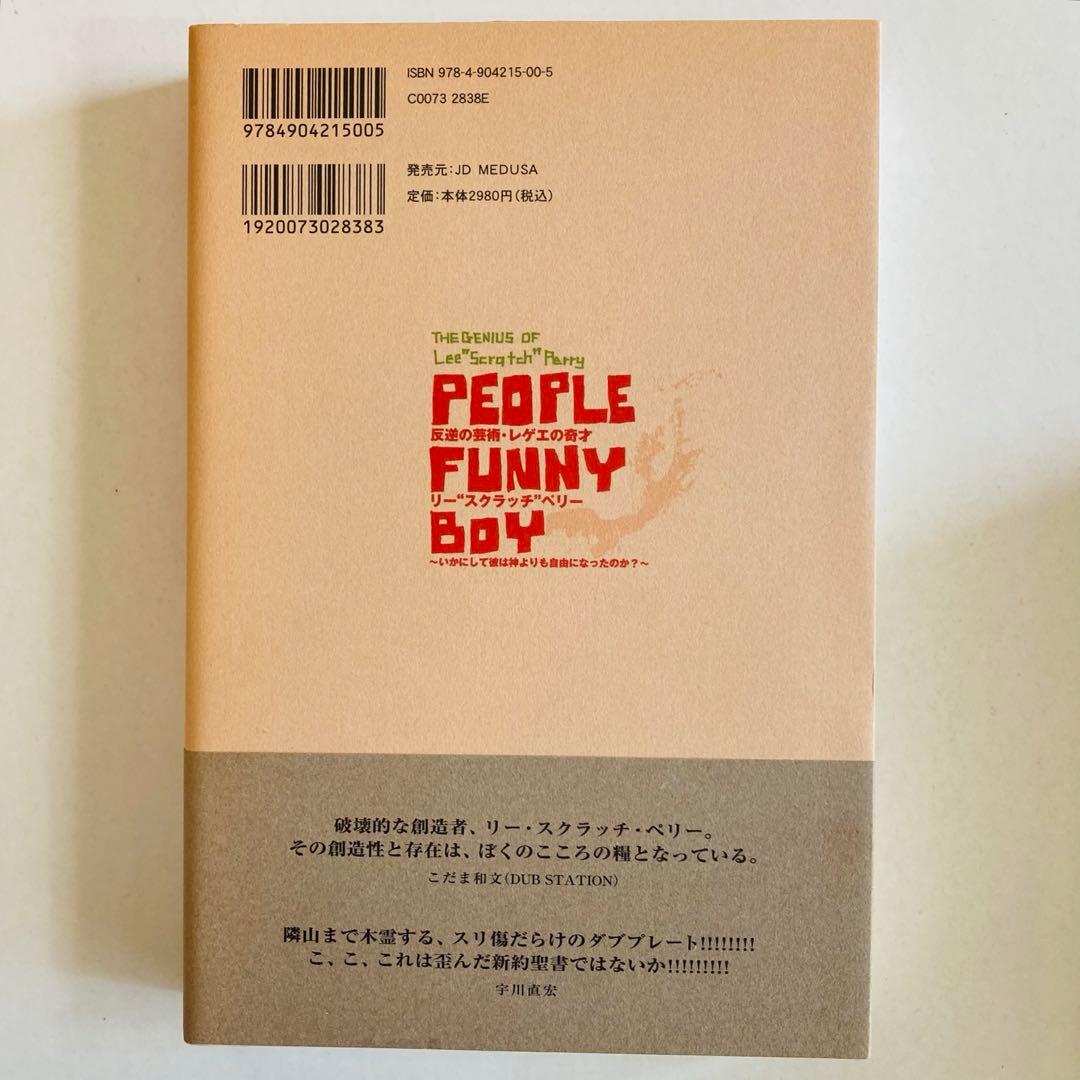 ISBN 978-4-904215-00-5
C0073 2838E
9784904215005
発売元:JD MEDUSA
定価:本体2980円(税込)
1920073028383
THE GENIUS OF
Lee"Scratch"Perry
PEOPLE
反逆の芸術・レゲエの奇才
FUNNY
リー“スクラッチ”ペリー
BOY
~いかにして彼は神よりも自由になったのか?~
破壊的な創造者、リー・スクラッチ・ペリー。
その創造性と存在は、ぼくのこころの糧となっている。
こだま和文(DUB STATION)
隣山まで木霊する、スリ傷だらけのダブプレート!!!!!!!!
こ、こ、これは歪んだ新約聖書ではないか!!!!!!!!!
宇川直宏